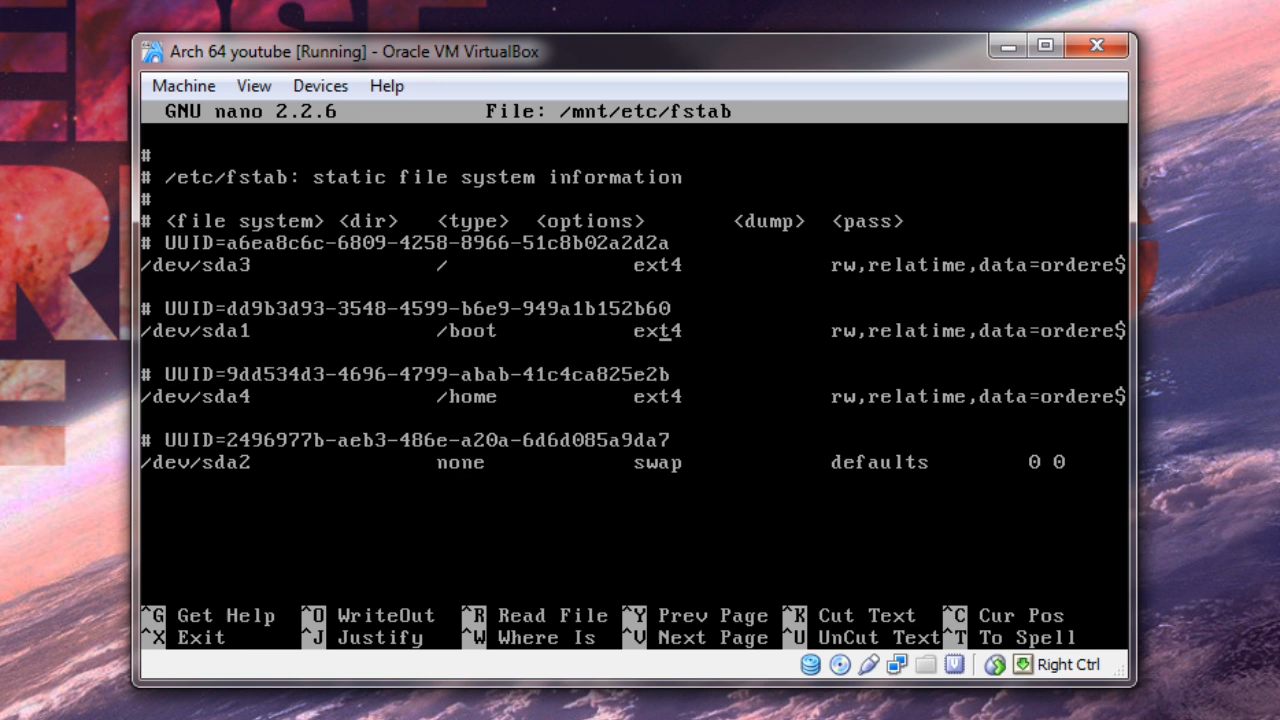 Arch 64 youtube [Running] - Oracle VM VirtualBox
Machine View Devices Help
GNU nano 2.2.6 File: /mnt/etc/fstab
#
# /etc/fstab: static file system information
#
# <file system> <dir> <type> <options> <dump> <pass>
# UUID=a6ea8c6c-6809-4258-8966-51c8b02a2d2a
/dev/sda3 / ext4 rw,relatime,data=ordere$
# UUID=dd9b3d93-3548-4599-b6e9-949a1b152b60
/dev/sda1 /boot ext4 rw,relatime,data=ordere$
# UUID=9dd534d3-4696-4799-abab-41c4ca825e2b
/dev/sda4 /home ext4 rw,relatime,data=ordere$
# UUID=2496977b-aeb3-486e-a20a-6d6d085a9da7
/dev/sda2 none swap defaults 0 0
^G Get Help ^O WriteOut ^R Read File ^Y Prev Page ^K Cut Text ^C Cur Pos
^X Exit ^J Justify ^W Where Is ^V Next Page ^U UnCut Text ^T To Spell
Right Ctrl